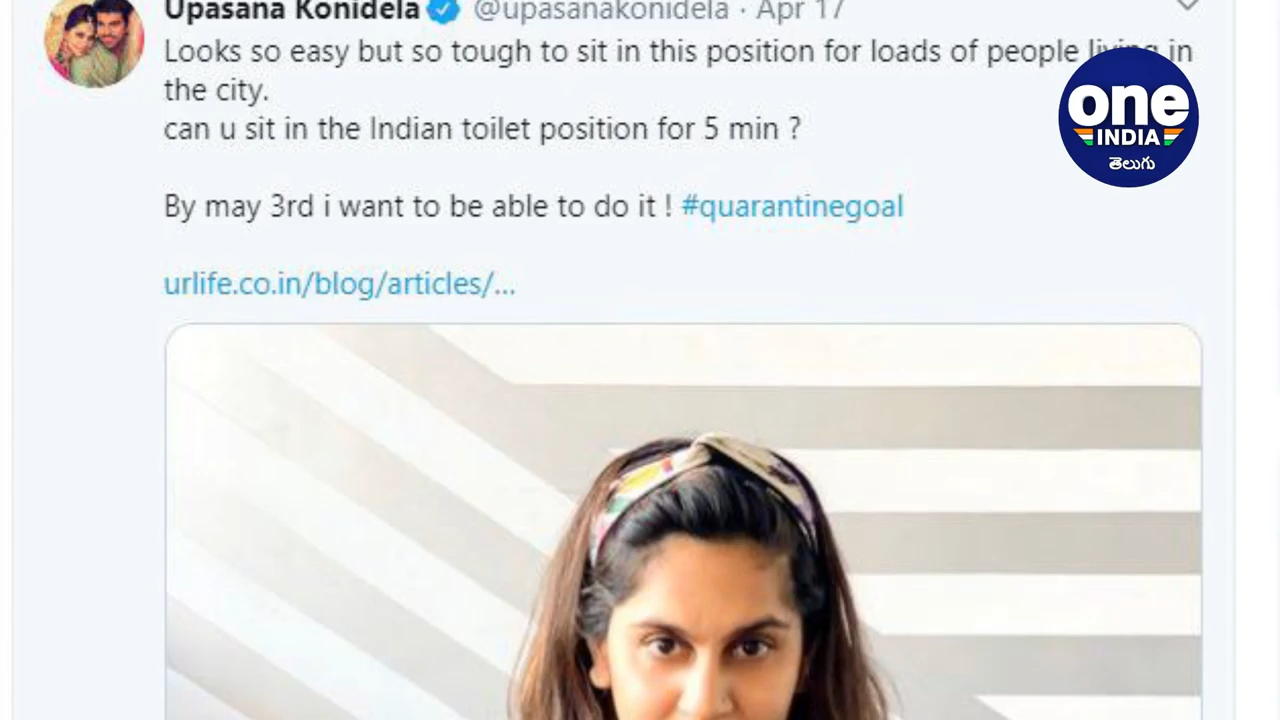 Upasana Konidela @upasanakonidela · Apr 17
Looks so easy but so tough to sit in this position for loads of people living in
the city.
can u sit in the Indian toilet position for 5 min ?
By may 3rd i want to be able to do it ! #quarantinegoal
urlife.co.in/blog/articles/...
one
INDIA
తెలుగు